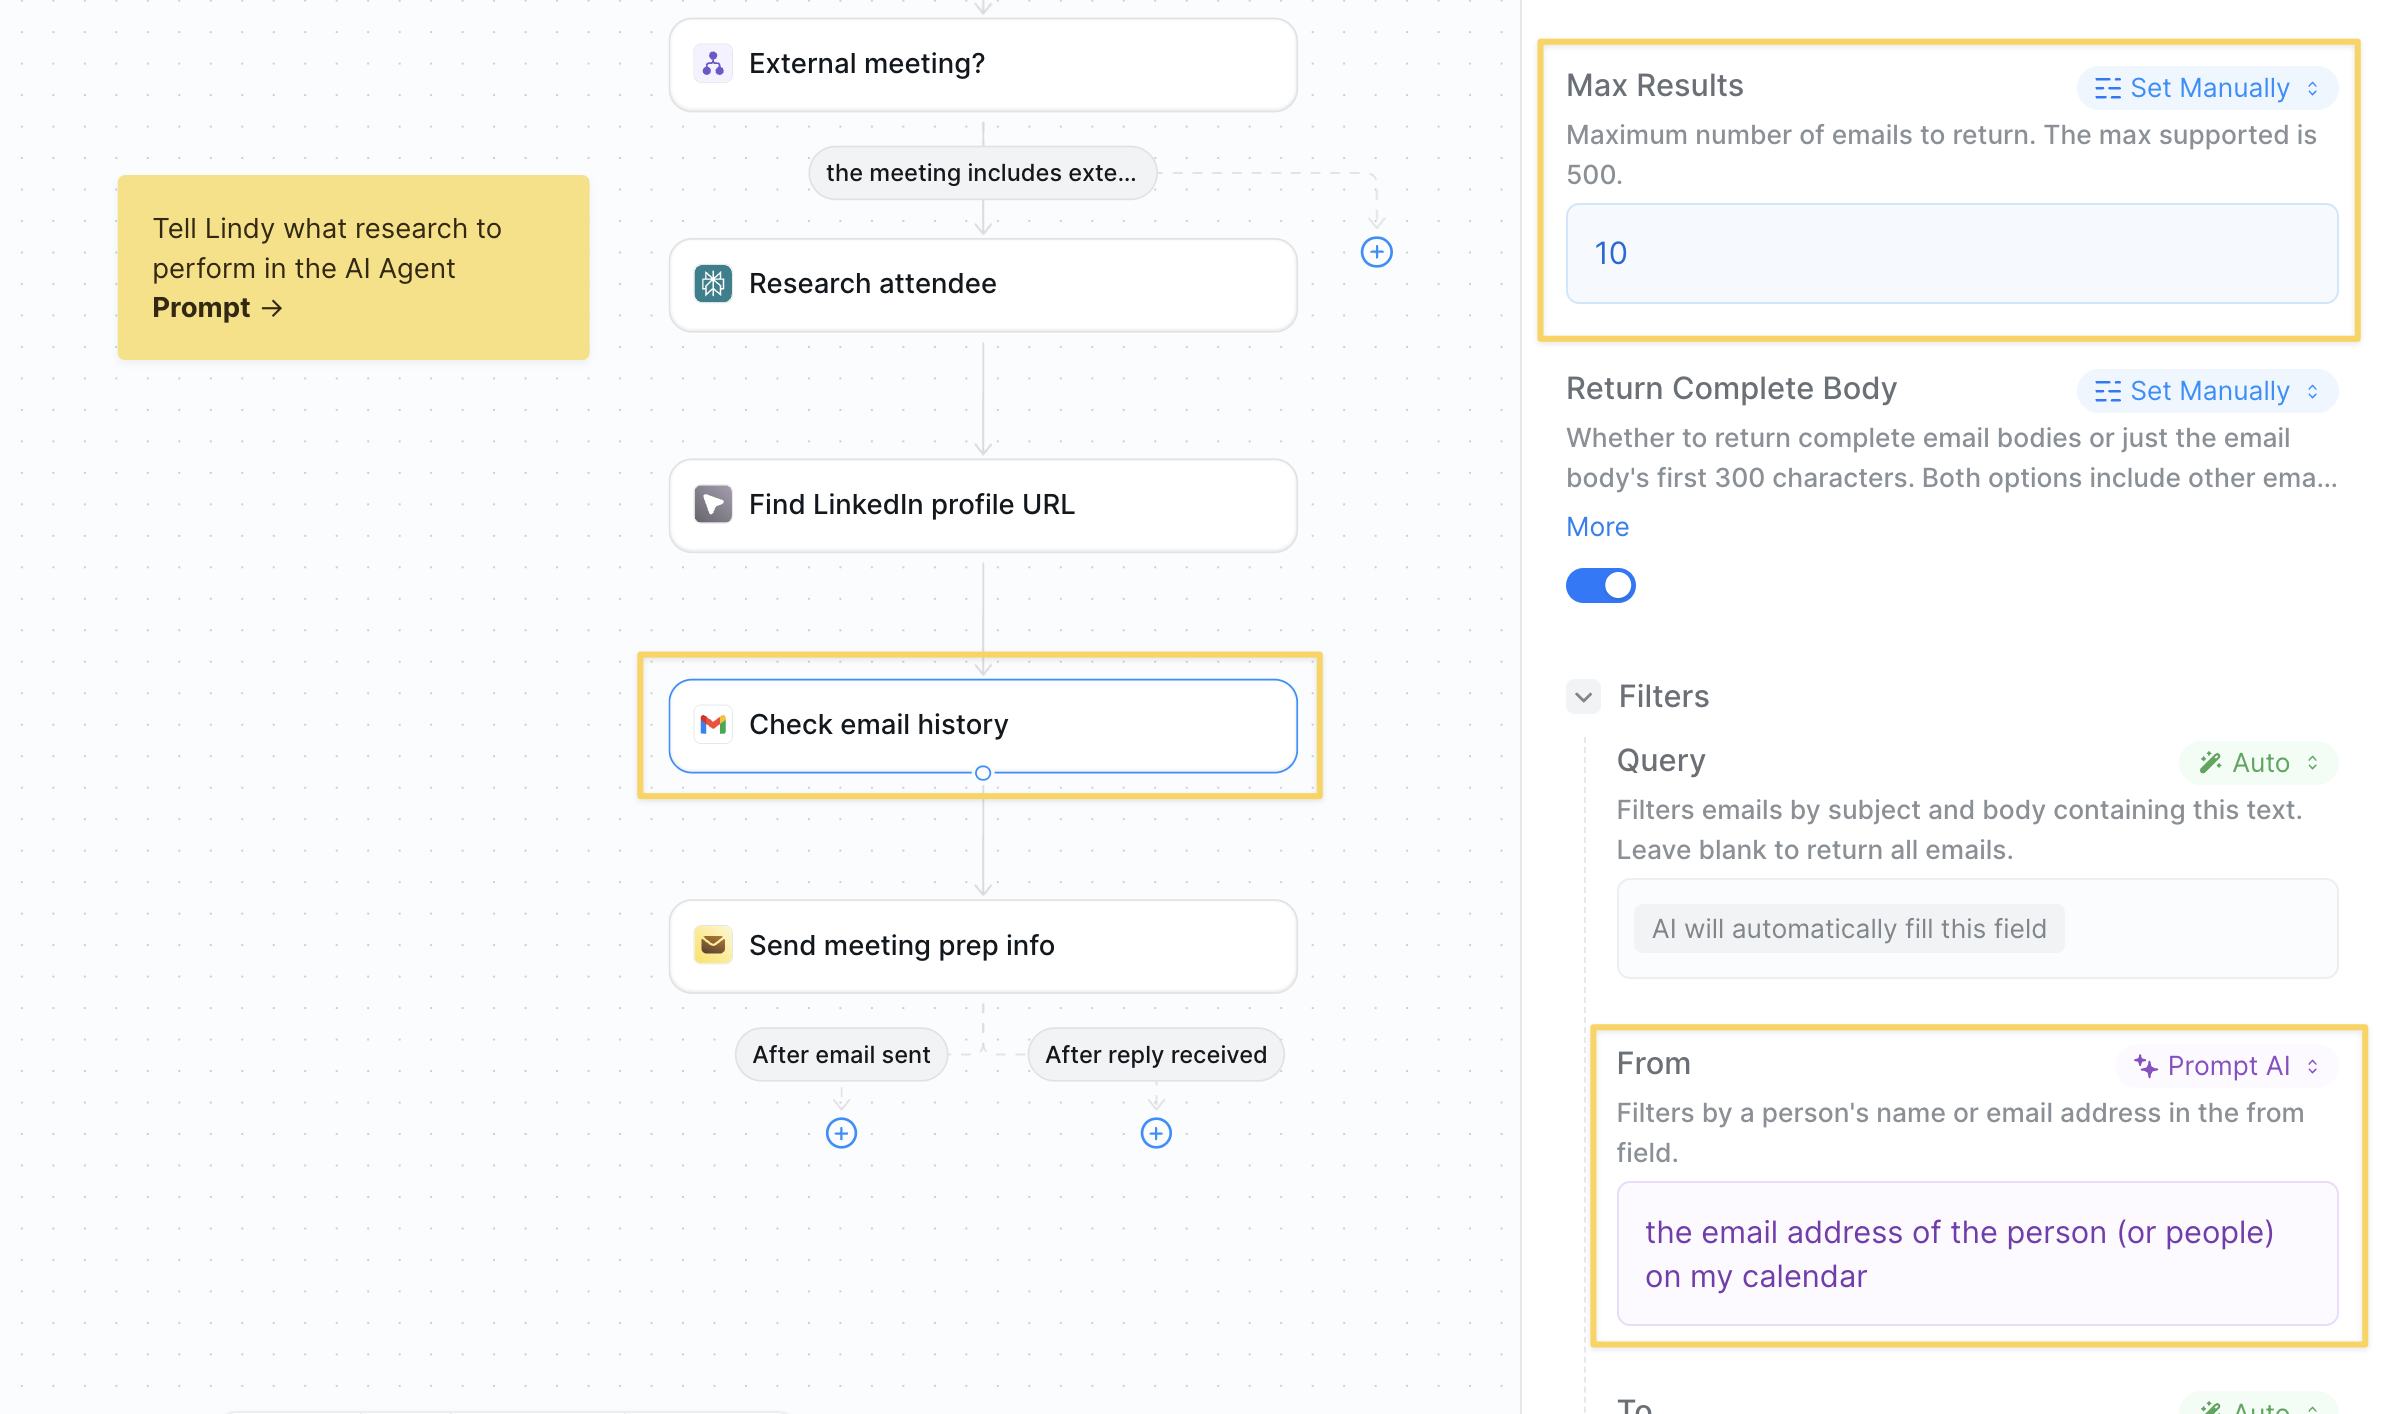 External meeting?
the meeting includes exte...
Tell Lindy what research to
perform in the AI Agent
Prompt →
Research attendee
Find LinkedIn profile URL
Check email history
Send meeting prep info
After email sent
After reply received
Max Results
Set Manually
Maximum number of emails to return. The max supported is
500.
10
Return Complete Body
Set Manually
Whether to return complete email bodies or just the email
body's first 300 characters. Both options include other ema...
More
Filters
Query
Auto
Filters emails by subject and body containing this text.
Leave blank to return all emails.
AI will automatically fill this field
From
Prompt AI
Filters by a person's name or email address in the from
field.
the email address of the person (or people)
on my calendar
To
Auto